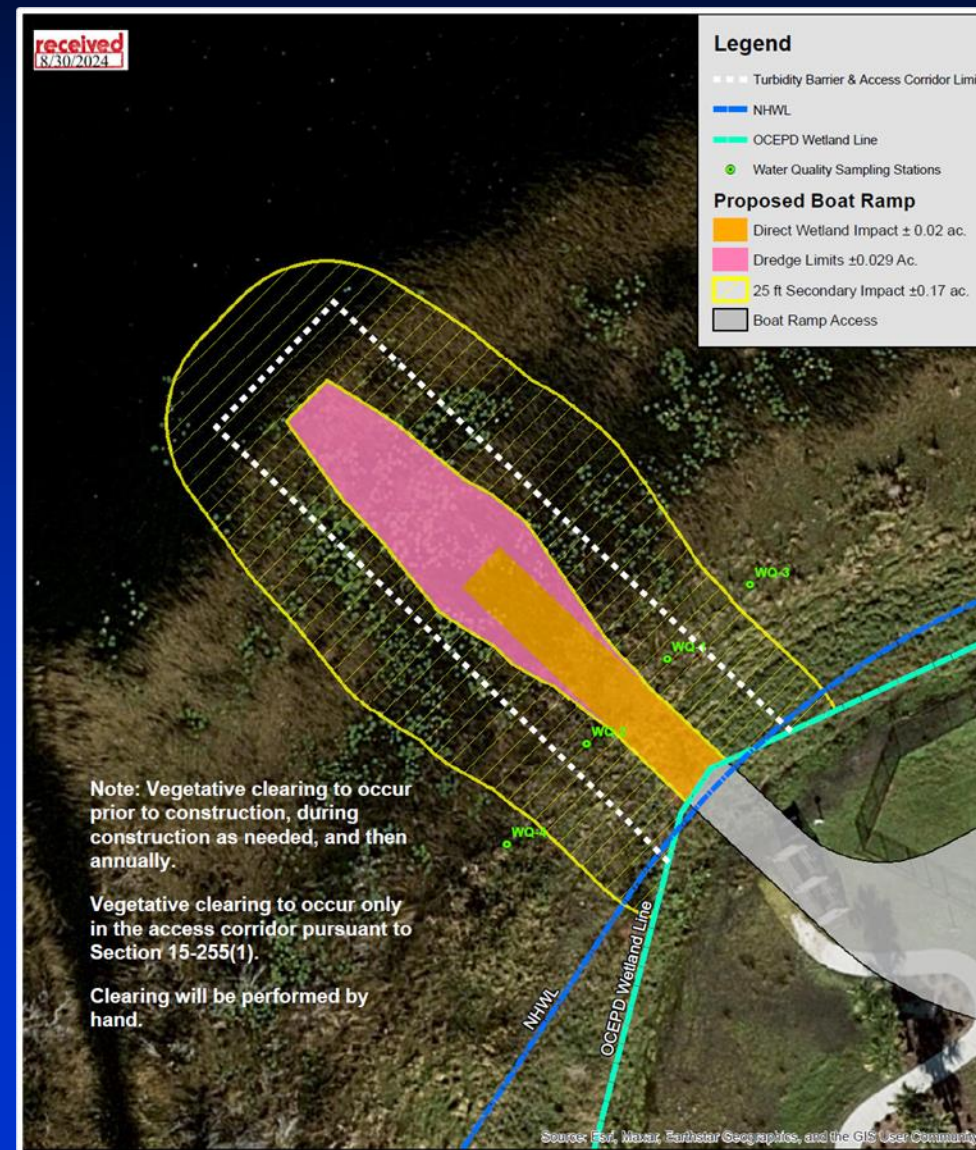 received
8/30/2024
Legend
Turbidity Barrier & Access Corridor Limi
NHWL
OCEPD Wetland Line
Water Quality Sampling Stations
Proposed Boat Ramp
Direct Wetland Impact ± 0.02 ac.
Dredge Limits ±0.029 Ac.
25 ft Secondary Impact ±0.17 ac.
Boat Ramp Access
WQ-3
WQ-4
Note: Vegetative clearing to occur
prior to construction, during
construction as needed, and then
annually.
Vegetative clearing to occur only
in the access corridor pursuant to
Section 15-255(1).
Clearing will be performed by
hand.
NHWL
OCEPD Wetland Line
Source: Esri, Maxar, Earthstar Geographics, and the GIS User Community